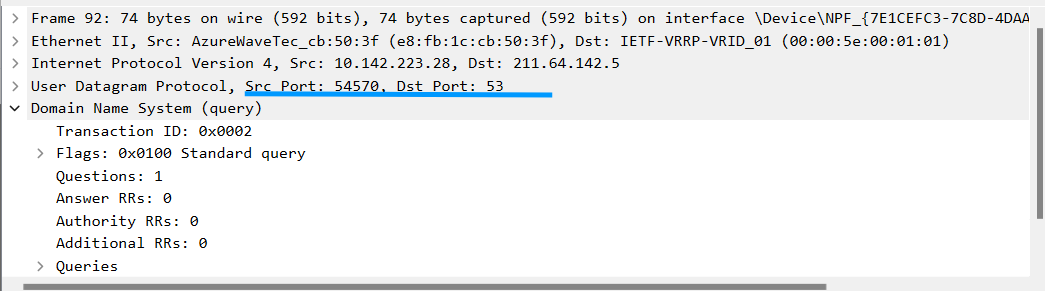 Frame 92: 74 bytes on wire (592 bits), 74 bytes captured (592 bits) on interface \Device\NPF_{7E1CEFC3-7C8D-4DAA
Ethernet II, Src: AzureWaveTec_cb:50:3f (e8:fb:1c:cb:50:3f), Dst: IETF-VRRP-VRID_01 (00:00:5e:00:01:01)
Internet Protocol Version 4, Src: 10.142.223.28, Dst: 211.64.142.5
User Datagram Protocol, Src Port: 54570, Dst Port: 53
Domain Name System (query)
Transaction ID: 0x0002
Flags: 0x0100 Standard query
Questions: 1
Answer RRs: 0
Authority RRs: 0
Additional RRs: 0
Queries